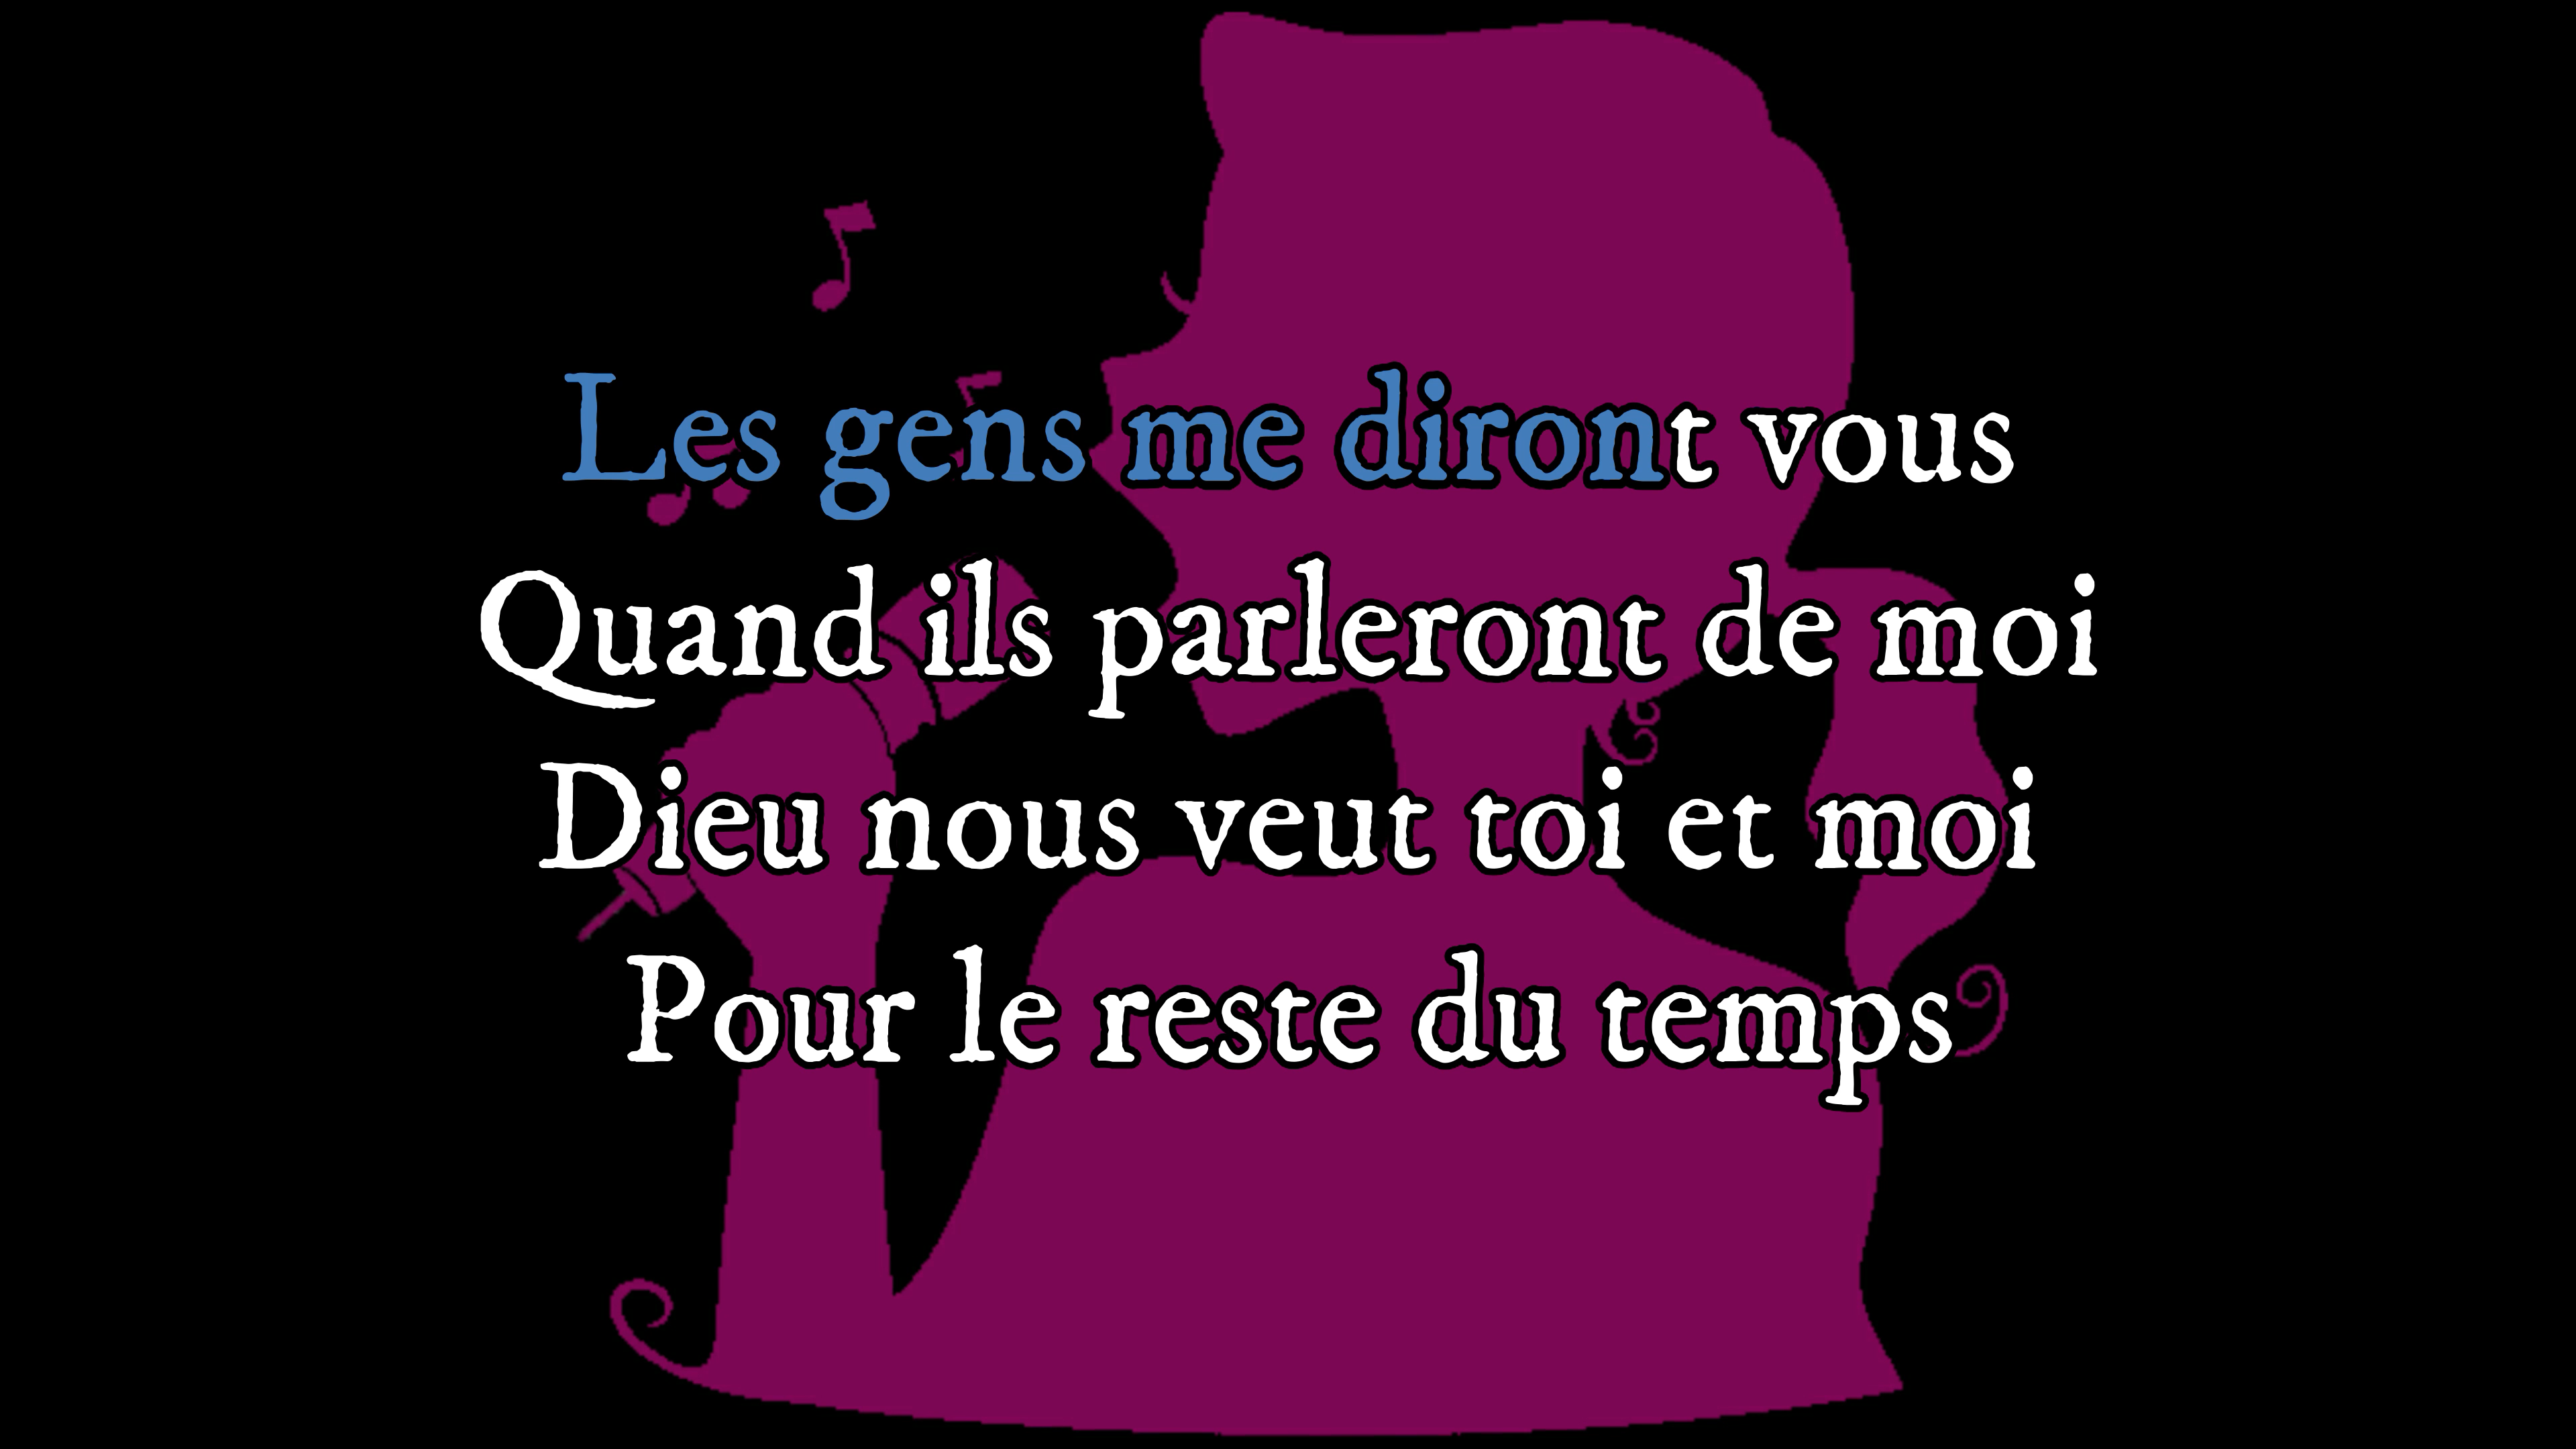 Les gens me diront vous
Quand ils parleront de moi
Dieu nous veut toi et moi
Pour le reste du temps